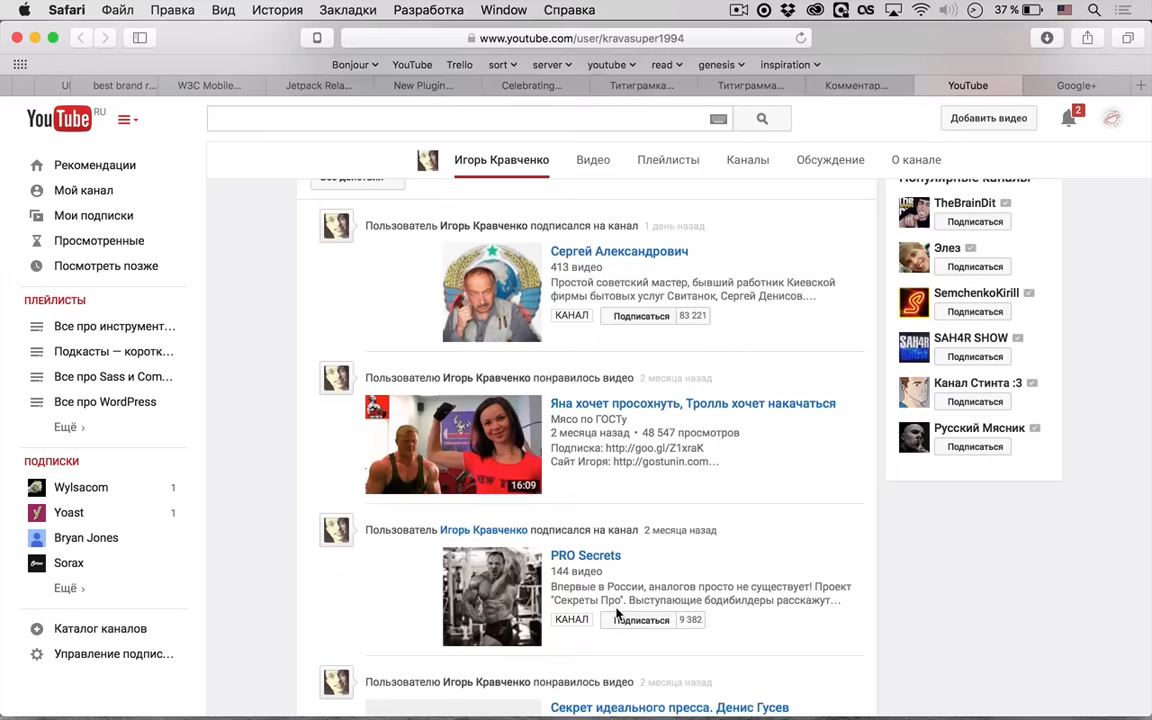 Safari Файл Правка Вид История Закладки Разработка Window Справка 37 %
www.youtube.com/user/kravasuper1994
Bonjour YouTube Trello sort server youtube read genesis inspiration
UI best brand r... W3C Mobile... Jetpack Rela... New Plugin... Celebrating... Титиграмка... Титиграмма... Комментар... YouTube Google+
YouTube RU
Добавить видео
2
Игорь Кравченко Видео Плейлисты Каналы Обсуждение О канале
Рекомендации
Мой канал
Мои подписки
Просмотренные
Посмотреть позже
ПЛЕЙЛИСТЫ
Все про инструмент...
Подкасты — коротк...
Все про Sass и Com...
Все про WordPress
Ещё ›
ПОДПИСКИ
Wylsacom 1
Yoast 1
Bryan Jones
Sorax
Ещё ›
Каталог каналов
Управление подпис...
Все действия
Пользователь Игорь Кравченко подписался на канал 1 день назад
Сергей Александрович
413 видео
Простой советский мастер, бывший работник Киевской
фирмы бытовых услуг Свитанок, Сергей Денисов....
КАНАЛ Подписаться 83 221
Пользователю Игорь Кравченко понравилось видео 2 месяца назад
Яна хочет просохнуть, Тролль хочет накачаться
Мясо по ГОСТу
2 месяца назад • 48 547 просмотров
Подписка: http://goo.gl/Z1xraK
Сайт Игоря: http://gostunin.com...
16:09
Пользователь Игорь Кравченко подписался на канал 2 месяца назад
PRO Secrets
144 видео
Впервые в России, аналогов просто не существует! Проект
"Секреты Про". Выступающие бодибилдеры расскажут...
КАНАЛ Подписаться 9 382
Пользователю Игорь Кравченко понравилось видео 2 месяца назад
Секрет идеального пресса. Денис Гусев
Популярные каналы
TheBrainDit
Подписаться
Элез
Подписаться
SemchenkoKirill
Подписаться
SAH4R SHOW
Подписаться
Канал Стинта :3
Подписаться
Русский Мясник
Подписаться